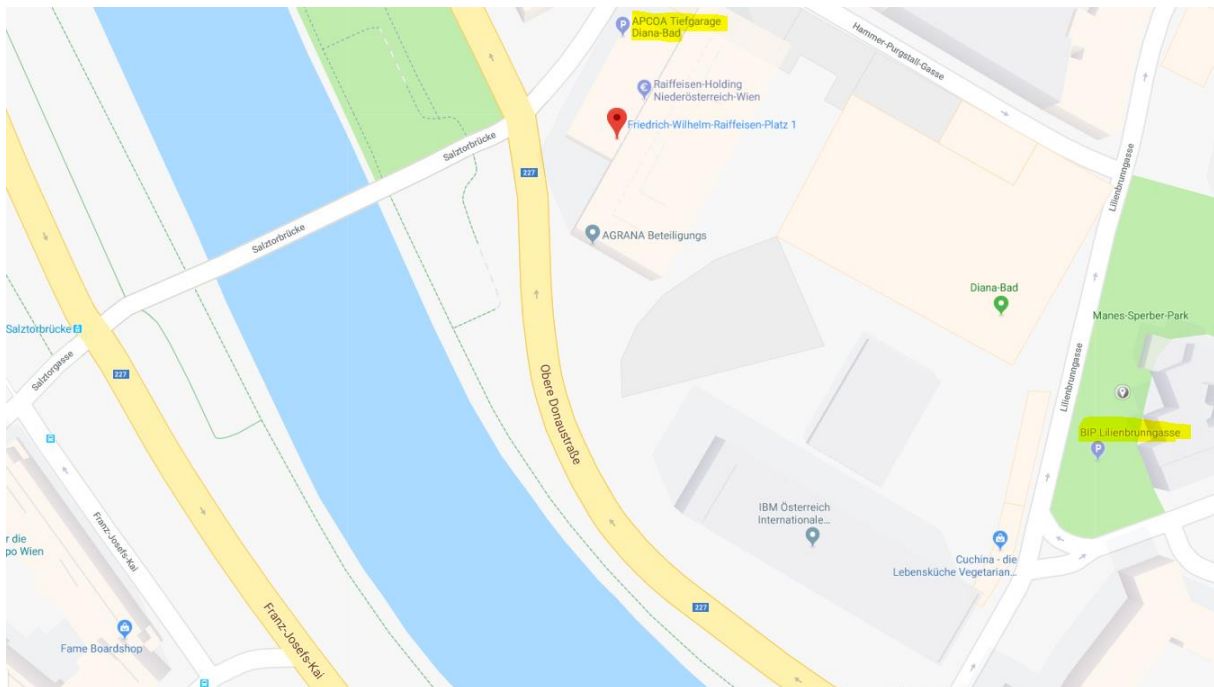 APCOA Tiefgarage
Diana-Bad
Hammer-Purgstall-Gasse
Raiffeisen-Holding
Niederösterreich-Wien
Friedrich-Wilhelm-Raiffeisen-Platz 1
Salztorbrücke
227
Lilienbrunngasse
Salztorbrücke
AGRANA Beteiligungs
Diana-Bad
Manes-Sperber-Park
Salztorbrücke
Salztorgasse
227
Obere Donaustraße
Lilienbrunngasse
BIP Lilienbrunngasse
IBM Österreich
Internationale...
r die
po Wien
Franz-Josefs-Kai
Cuchina - die
Lebensküche Vegetarian...
227
Franz-Josefs-Kai
Fame Boardshop